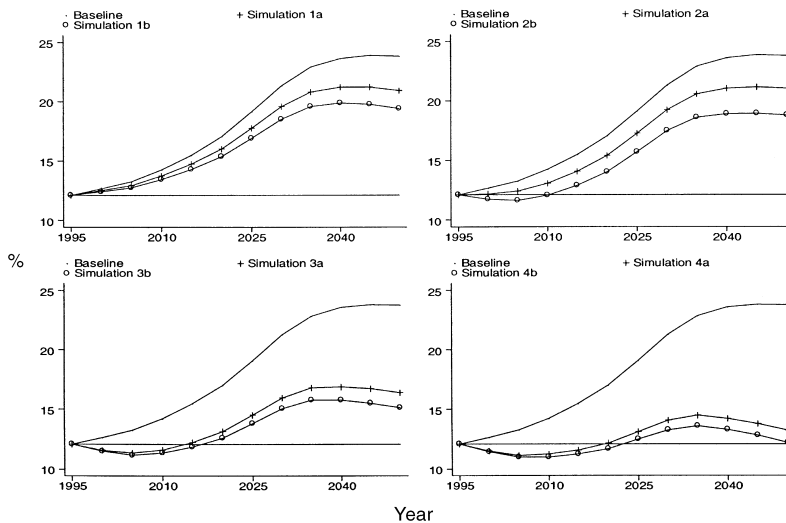 · Baseline + Simulation 1a
o Simulation 1b
25
20
15
10
1995 2010 2025 2040
· Baseline + Simulation 2a
o Simulation 2b
25
20
15
10
1995 2010 2025 2040
%
· Baseline + Simulation 3a
o Simulation 3b
25
20
15
10
1995 2010 2025 2040
· Baseline + Simulation 4a
o Simulation 4b
25
20
15
10
1995 2010 2025 2040
Year